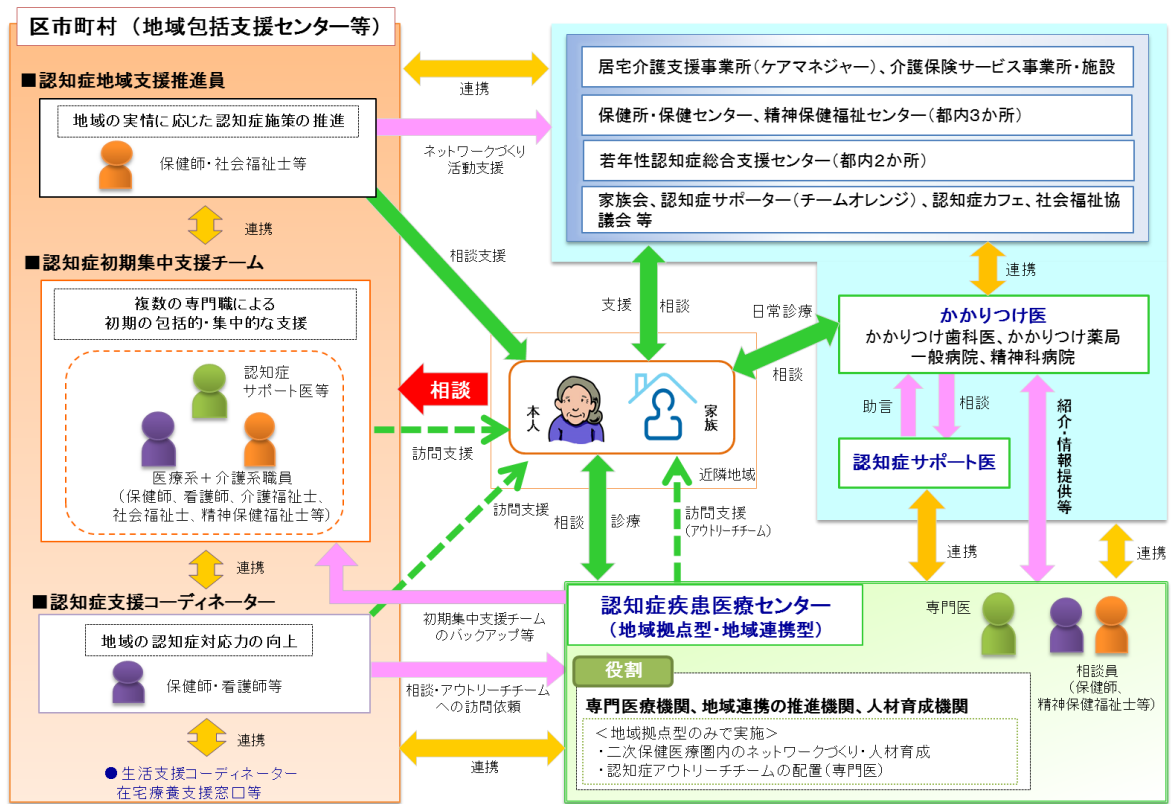 区市町村 （地域包括支援センター等）
■認知症地域支援推進員
地域の実情に応じた認知症施策の推進
保健師・社会福祉士等
連携
■認知症初期集中支援チーム
複数の専門職による
初期の包括的・集中的な支援
認知症
サポート医等
医療系＋介護系職員
（保健師、看護師、介護福祉士、
社会福祉士、精神保健福祉士等）
連携
■認知症支援コーディネーター
地域の認知症対応力の向上
保健師・看護師等
連携
●生活支援コーディネーター
在宅療養支援窓口等
連携
ネットワークづくり
活動支援
相談支援
相談
訪問支援
訪問支援
初期集中支援チーム
のバックアップ等
相談・アウトリーチチーム
への訪問依頼
連携
居宅介護支援事業所（ケアマネジャー）、介護保険サービス事業所・施設
保健所・保健センター、精神保健福祉センター（都内３か所）
若年性認知症総合支援センター（都内２か所）
家族会、認知症サポーター（チームオレンジ）、認知症カフェ、社会福祉協
議会 等
支援
相談
日常診療
相談
連携
本人
家族
近隣地域
相談
診療
訪問支援
（アウトリーチチーム）
かかりつけ医
かかりつけ歯科医、かかりつけ薬局
一般病院、精神科病院
助言
相談
紹介・情報提供等
認知症サポート医
連携
連携
認知症疾患医療センター
（地域拠点型・地域連携型）
専門医
相談員
（保健師、
精神保健福祉士等）
役割
専門医療機関、地域連携の推進機関、人材育成機関
＜地域拠点型のみで実施＞
・二次保健医療圏内のネットワークづくり・人材育成
・認知症アウトリーチチームの配置（専門医）